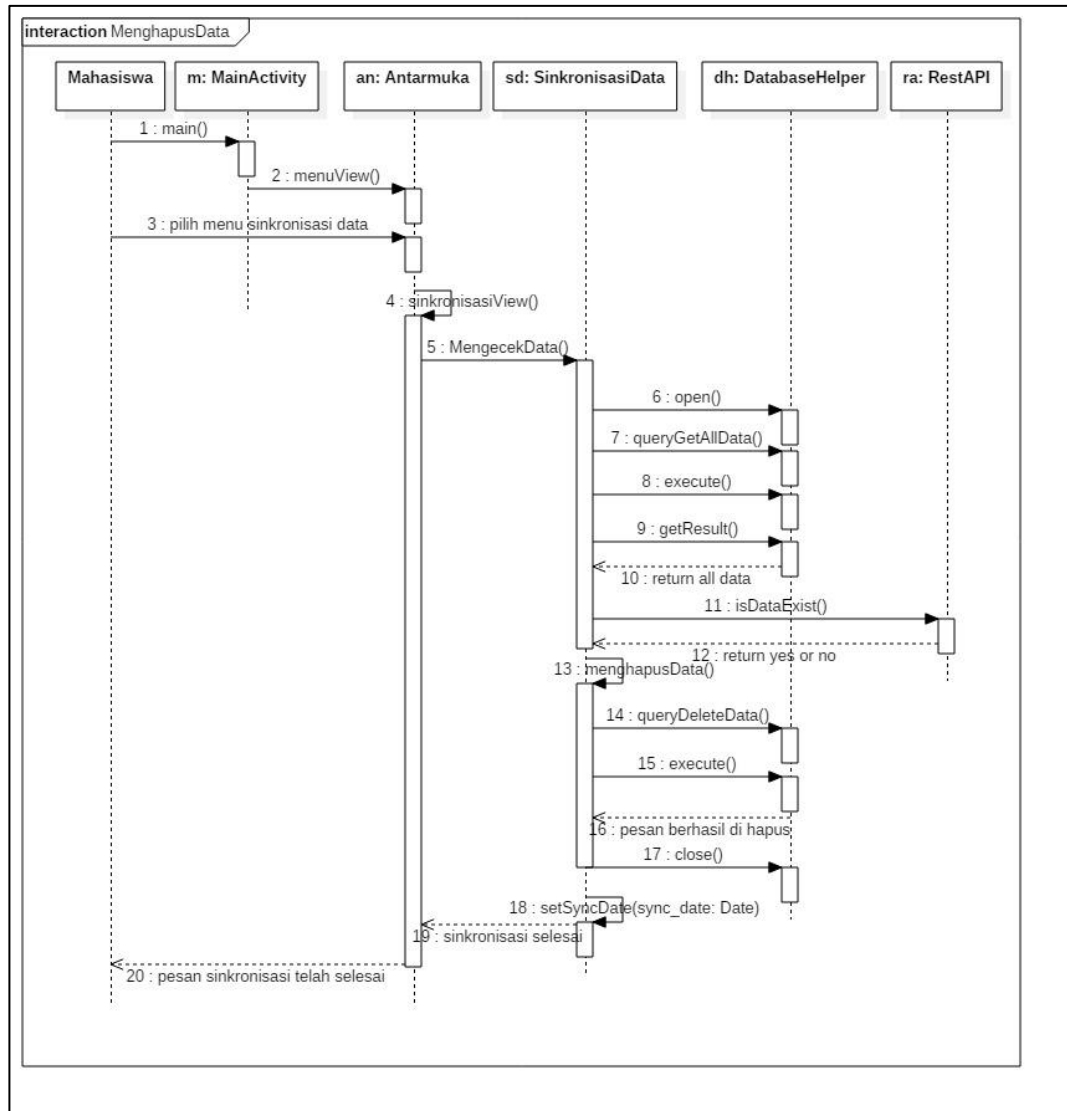 interaction MenghapusData
Mahasiswa
m: MainActivity
an: Antarmuka
sd: SinkronisasiData
dh: DatabaseHelper
ra: RestAPI
1 : main()
2 : menuView()
3 : pilih menu sinkronisasi data
4 : sinkronisasiView()
5 : MengecekData()
6 : open()
7 : queryGetAllData()
8 : execute()
9 : getResult()
10 : return all data
11 : isDataExist()
12 : return yes or no
13 : menghapusData()
14 : queryDeleteData()
15 : execute()
16 : pesan berhasil di hapus
17 : close()
18 : setSyncDate(sync_date: Date)
19 : sinkronisasi selesai
20 : pesan sinkronisasi telah selesai